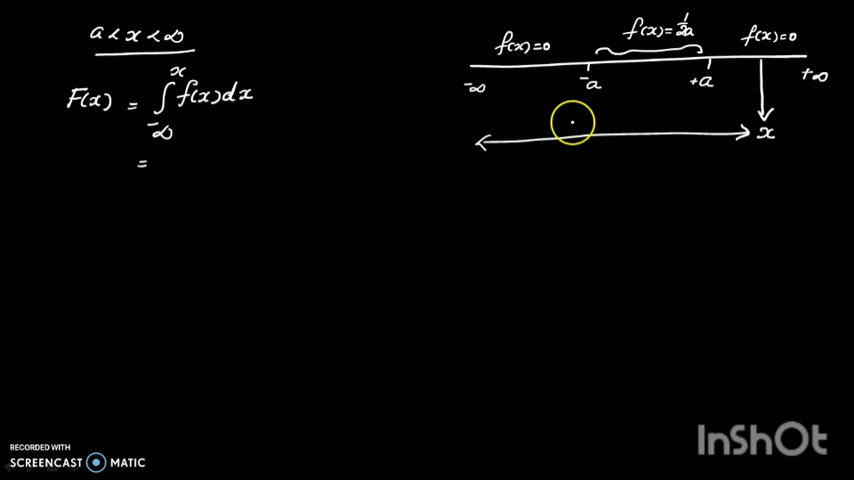 a < x < ∞
F(x) = ∫_{-∞}^{x} f(x) dx
=
f(x)=0 f(x)=1/2a f(x)=0
-∞ -a +a +∞
x
RECORDED WITH
SCREENCAST MATIC
InShOt